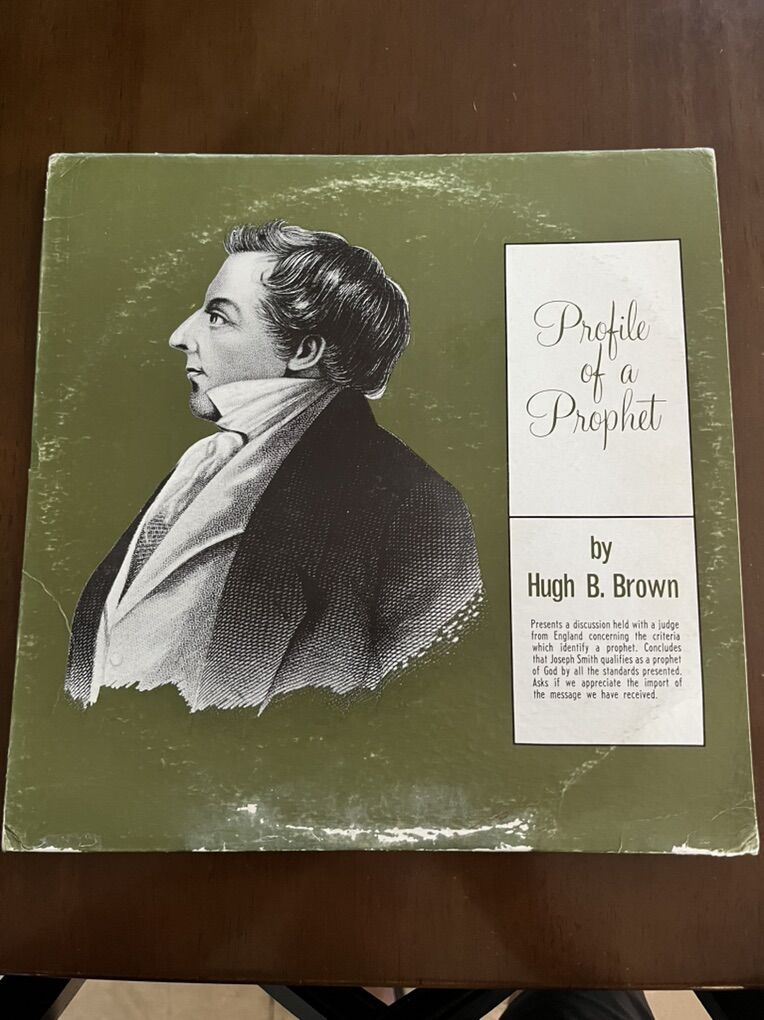 Profile
of a
Prophet
by
Hugh B. Brown
Presents a discussion held with a judge
from England concerning the criteria
which identify a prophet. Concludes
that Joseph Smith qualifies as a prophet
of God by all the standards presented.
Asks if we appreciate the import of
the message we have received.